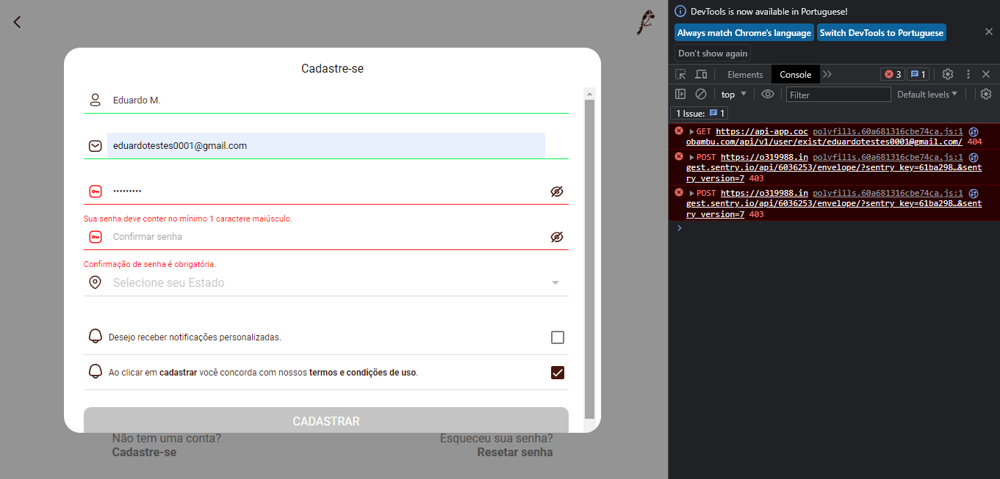 Cadastre-se
Eduardo M.
eduardotestes0001@gmail.com
•••••••••
Sua senha deve conter no mínimo 1 caractere maiúsculo.
Confirmar senha
Confirmação de senha é obrigatória.
Selecione seu Estado
Desejo receber notificações personalizadas.
Ao clicar em cadastrar você concorda com nossos termos e condições de uso.
CADASTRAR
Não tem uma conta?
Cadastre-se
Esqueceu sua senha?
Resetar senha
DevTools is now available in Portuguese!
Always match Chrome's language Switch DevTools to Portuguese
Don't show again
Elements Console 3 1
top Filter Default levels
1 Issue: 1
GET https://api-app.coc polyfills.60a681316cbe74ca.js:1
obambu.com/api/v1/user/exist/eduardotestes0001@gmail.com/ 404
POST https://o319988.in polyfills.60a681316cbe74ca.js:1
gest.sentry.io/api/6036253/envelope/?sentry_key=61ba298…&sent
ry_version=7 403
POST https://o319988.in polyfills.60a681316cbe74ca.js:1
gest.sentry.io/api/6036253/envelope/?sentry_key=61ba298…&sent
ry_version=7 403